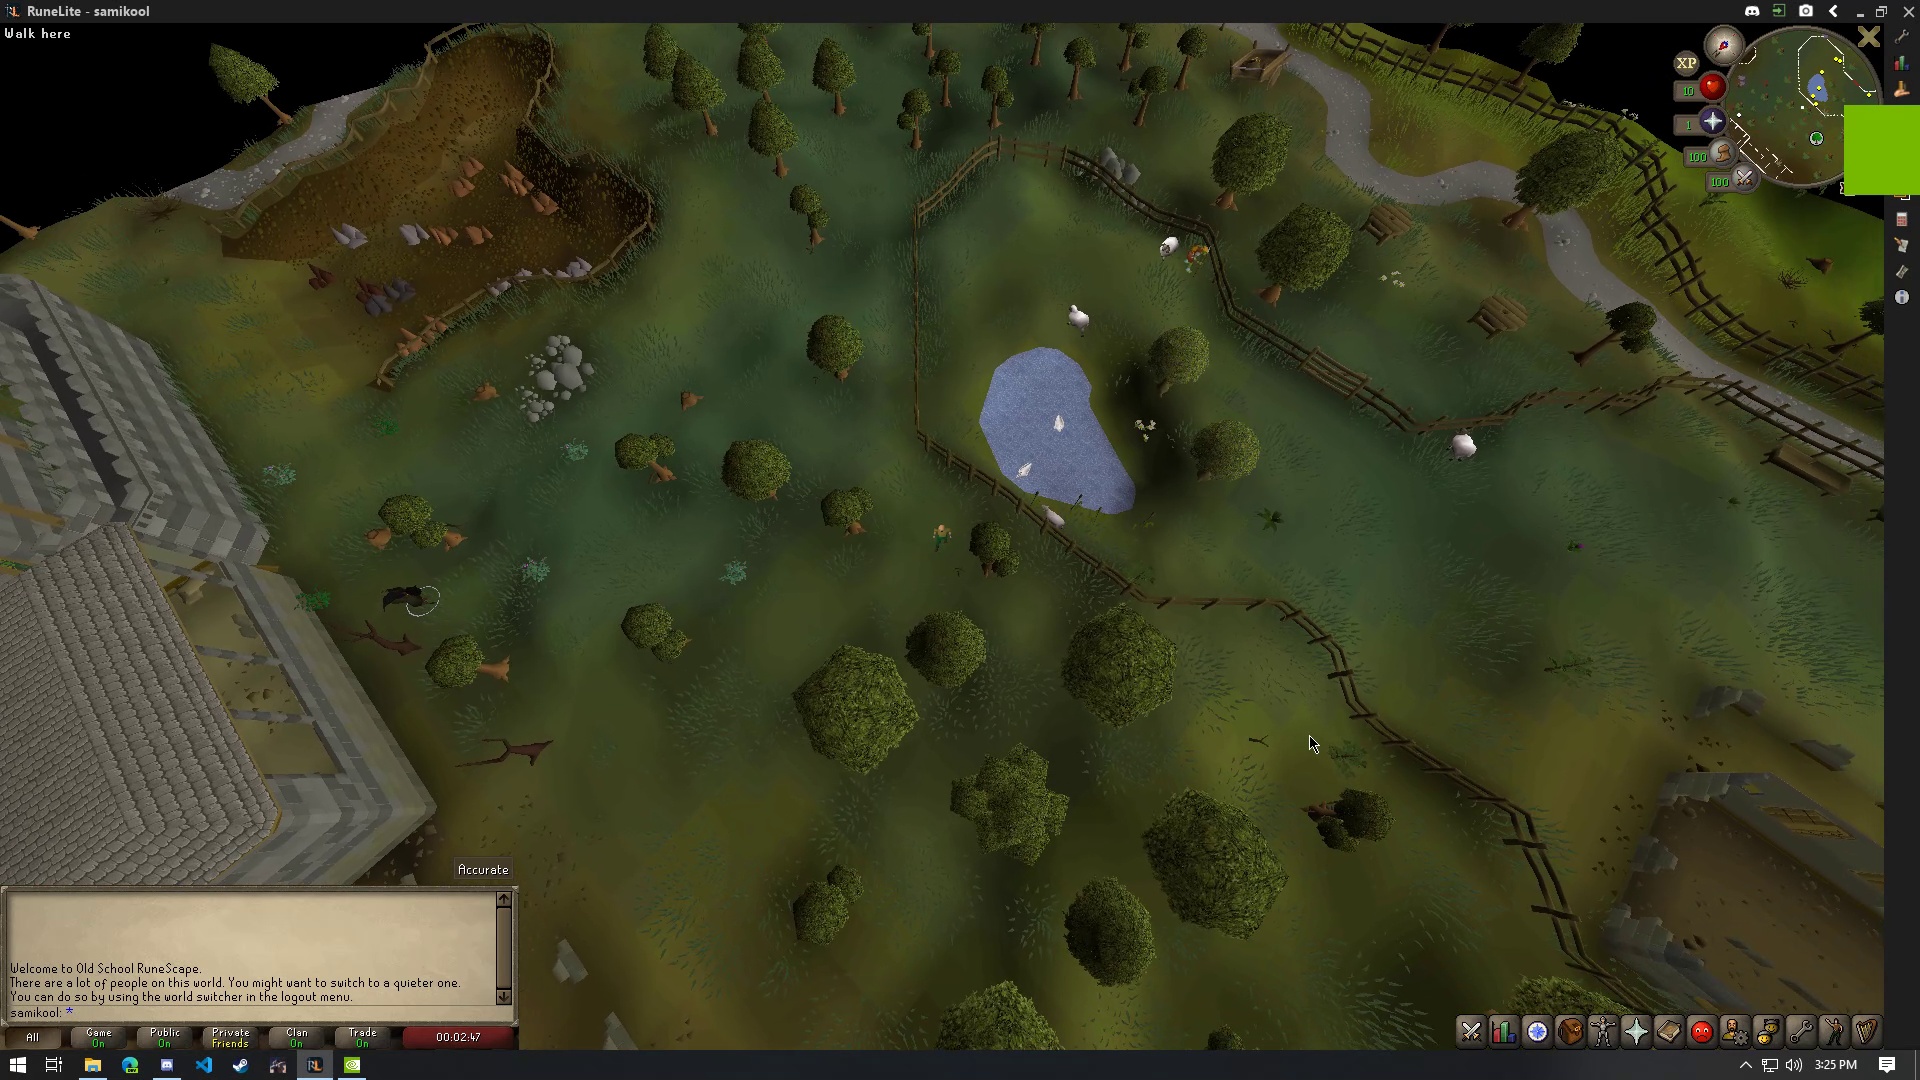 RuneLite - samikool
Walk here
XP
10
1
100
100
Accurate
Welcome to Old School RuneScape.
There are a lot of people on this world. You might want to switch to a quieter one.
You can do so by using the world switcher in the logout menu.
samikool: *
All
Game
On
Public
On
Private
Friends
Clan
On
Trade
On
00:02:47
3:25 PM